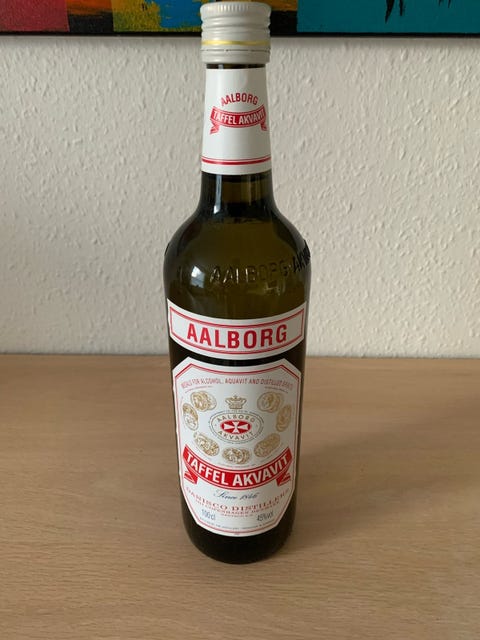 AALBORG
TAFFEL AKVAVIT
AALBORG AKVAVIT
AALBORG
MEDALS FOR ALCOHOL, AQUAVIT AND DISTILLED SPIRITS
AALBORG
AKVAVIT
TAFFEL AKVAVIT
Since 1846
DANISCO DISTILLERS
100cl 45%vol